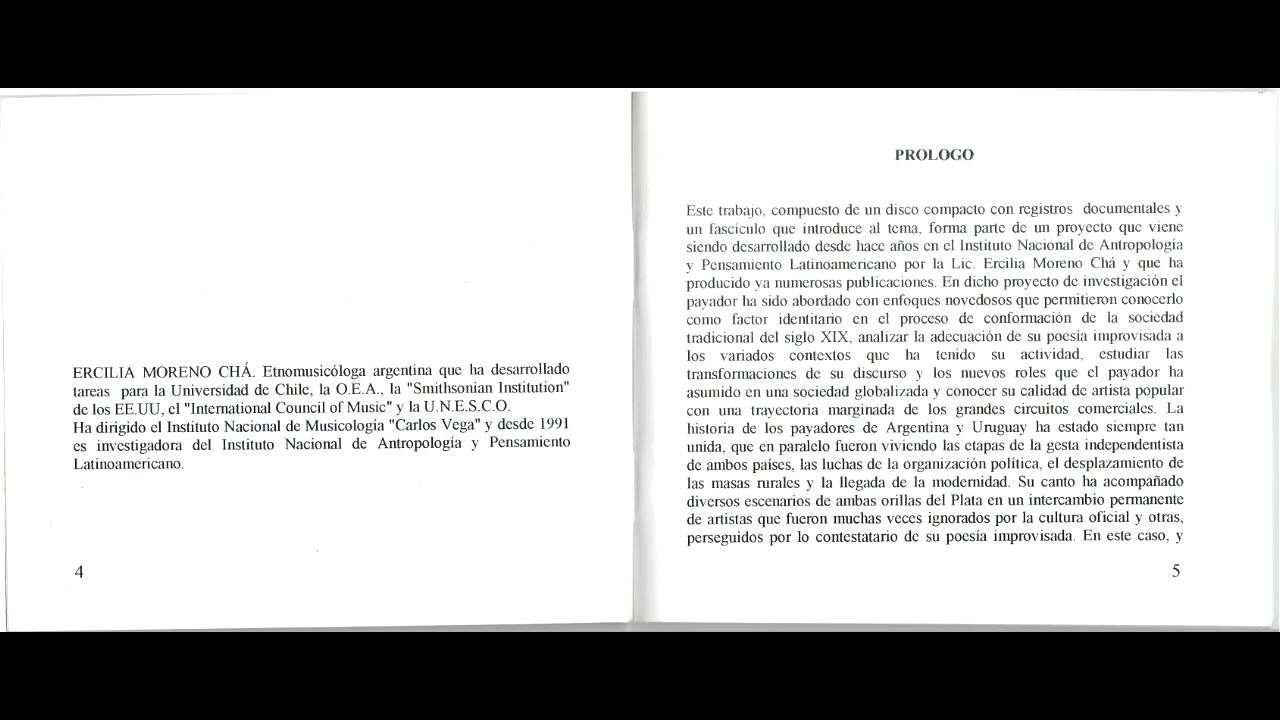 ERCILIA MORENO CHÁ. Etnomusicóloga argentina que ha desarrollado
tareas para la Universidad de Chile, la O.E.A., la "Smithsonian Institution"
de los EE.UU, el "International Council of Music" y la U.N.E.S.C.O.
Ha dirigido el Instituto Nacional de Musicología "Carlos Vega" y desde 1991
es investigadora del Instituto Nacional de Antropología y Pensamiento
Latinoamericano.
4
PROLOGO
Este trabajo, compuesto de un disco compacto con registros documentales y
un fascículo que introduce al tema, forma parte de un proyecto que viene
siendo desarrollado desde hace años en el Instituto Nacional de Antropología
y Pensamiento Latinoamericano por la Lic. Ercilia Moreno Chá y que ha
producido ya numerosas publicaciones. En dicho proyecto de investigación el
payador ha sido abordado con enfoques novedosos que permitieron conocerlo
como factor identitario en el proceso de conformación de la sociedad
tradicional del siglo XIX, analizar la adecuación de su poesía improvisada a
los variados contextos que ha tenido su actividad, estudiar las
transformaciones de su discurso y los nuevos roles que el payador ha
asumido en una sociedad globalizada y conocer su calidad de artista popular
con una trayectoria marginada de los grandes circuitos comerciales. La
historia de los payadores de Argentina y Uruguay ha estado siempre tan
unida, que en paralelo fueron viviendo las etapas de la gesta independentista
de ambos países, las luchas de la organización política, el desplazamiento de
las masas rurales y la llegada de la modernidad. Su canto ha acompañado
diversos escenarios de ambas orillas del Plata en un intercambio permanente
de artistas que fueron muchas veces ignorados por la cultura oficial y otras,
perseguidos por lo contestatario de su poesía improvisada. En este caso, y
5